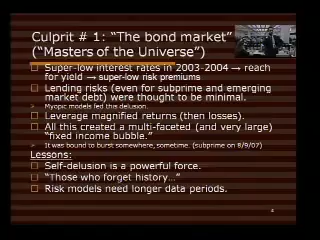 Culprit # 1: “The bond market”
(“Masters of the Universe”)
Super-low interest rates in 2003-2004 → reach
for yield → super-low risk premiums
Lending risks (even for subprime and emerging
market debt) were thought to be minimal.
Myopic models fed this delusion.
Leverage magnified returns (then losses).
All this created a multi-faceted (and very large)
“fixed income bubble.”
It was bound to burst somewhere, sometime. (subprime on 8/9/07)
Lessons:
Self-delusion is a powerful force.
“Those who forget history…”
Risk models need longer data periods.
4